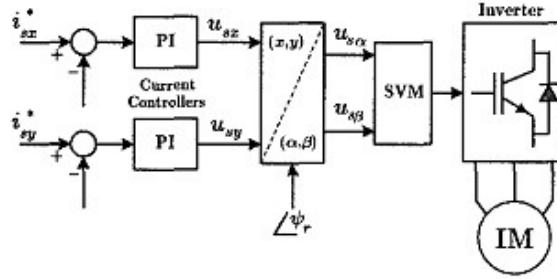 Inverter
i*sx
+
−
PI
usx
(x,y)
usα
Current
Controllers
SVM
i*sy
+
−
PI
usy
(α,β)
usβ
∠ψr
IM